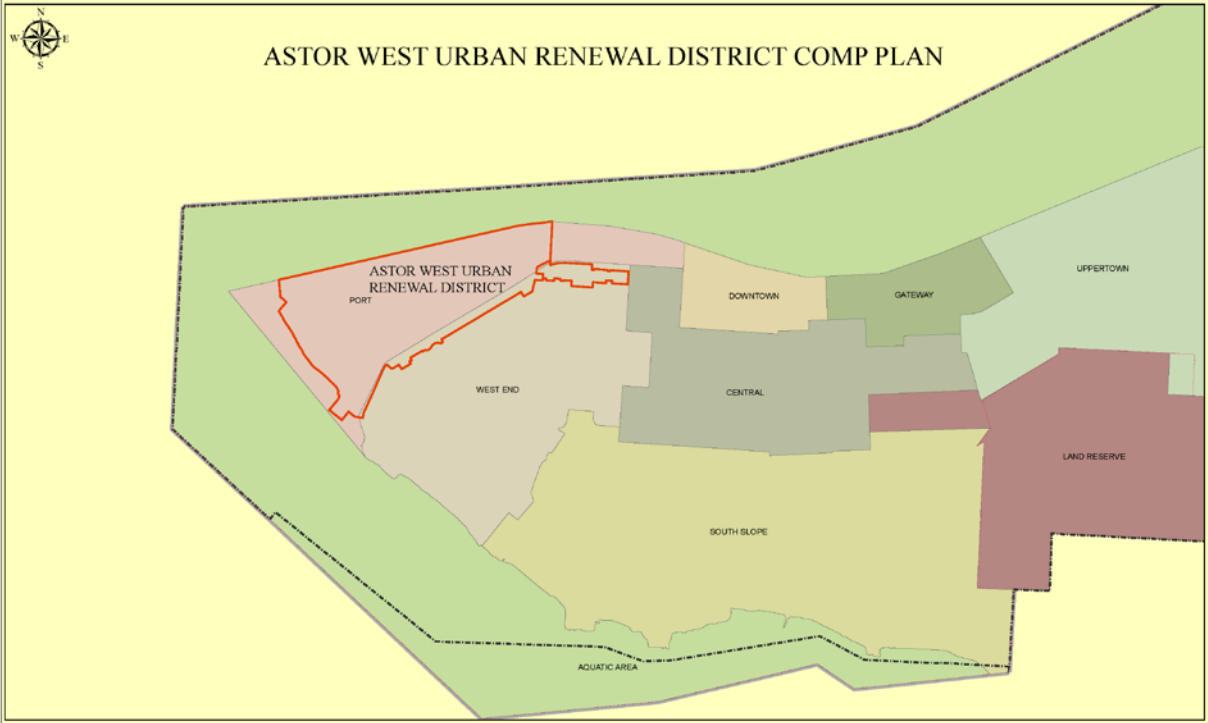 N
W E
S
ASTOR WEST URBAN RENEWAL DISTRICT COMP PLAN
ASTOR WEST URBAN
RENEWAL DISTRICT
PORT
UPPERTOWN
DOWNTOWN
GATEWAY
WEST END
CENTRAL
LAND RESERVE
SOUTH SLOPE
AQUATIC AREA